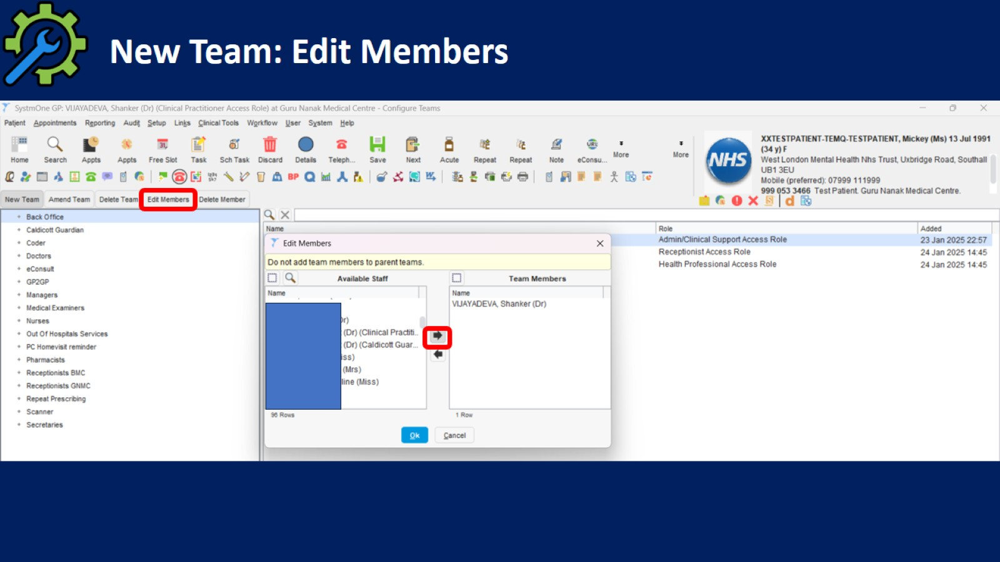 New Team: Edit Members
SystmOne GP: VIJAYADEVA, Shanker (Dr) (Clinical Practitioner Access Role) at Guru Nanak Medical Centre - Configure Teams
Patient Appointments Reporting Audit Setup Links Clinical Tools Workflow User System Help
Home Search Appts Appts Free Slot Task Sch Task Discard Details Teleph... Save Next Acute Repeat Repeat Note eConsu... More More
NHS
XXTESTPATIENT-TEMQ-TESTPATIENT, Mickey (Ms) 13 Jul 1991
(34 y) F
West London Mental Health Nhs Trust, Uxbridge Road, Southall
UB1 3EU
Mobile (preferred): 07999 111999
999 053 3466 Test Patient. Guru Nanak Medical Centre.
New Team Amend Team Delete Team Edit Members Delete Member
Back Office
Caldicott Guardian
Coder
Doctors
eConsult
GP2GP
Managers
Medical Examiners
Nurses
Out Of Hospitals Services
PC Homevisit reminder
Pharmacists
Receptionists BMC
Receptionists GNMC
Repeat Prescribing
Scanner
Secretaries
Name Role Added
Admin/Clinical Support Access Role 23 Jan 2025 22:57
Receptionist Access Role 24 Jan 2025 14:45
Health Professional Access Role 24 Jan 2025 14:45
Edit Members
Do not add team members to parent teams.
Available Staff
Name
(Dr) (Clinical Practiti...
(Dr) (Caldicott Guar...
(Mrs)
(Miss)
96 Rows
Team Members
Name
VIJAYADEVA, Shanker (Dr)
1 Row
Ok Cancel